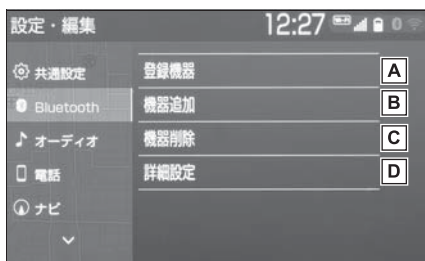 設定・編集 12:27 0
共通設定 登録機器 A
Bluetooth 機器追加 B
オーディオ 機器削除 C
電話 詳細設定 D
ナビ